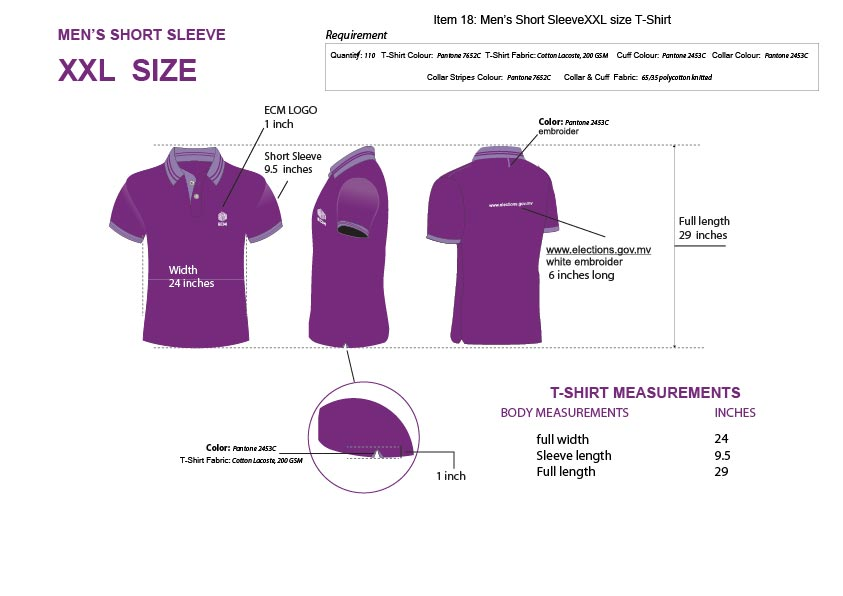 Item 18: Men's Short SleeveXXL size T-Shirt
MEN'S SHORT SLEEVE
XXL SIZE
Requirement
Quantity: 110 T-Shirt Colour: Pantone 7652C T-Shirt Fabric: Cotton Lacoste, 200 GSM Cuff Colour: Pantone 2453C Collar Colour: Pantone 2453C
Collar Stripes Colour: Pantone 7652C Collar & Cuff Fabric: 65/35 polycotton knitted
ECM LOGO
1 inch
Short Sleeve
9.5 inches
Color: Pantone 2453C
embroider
www.elections.gov.mv
ECM
Width
24 inches
www.elections.gov.mv
white embroider
6 inches long
Full length
29 inches
Color: Pantone 2453C
T-Shirt Fabric: Cotton Lacoste, 200 GSM
1 inch
T-SHIRT MEASUREMENTS
BODY MEASUREMENTS INCHES
full width 24
Sleeve length 9.5
Full length 29